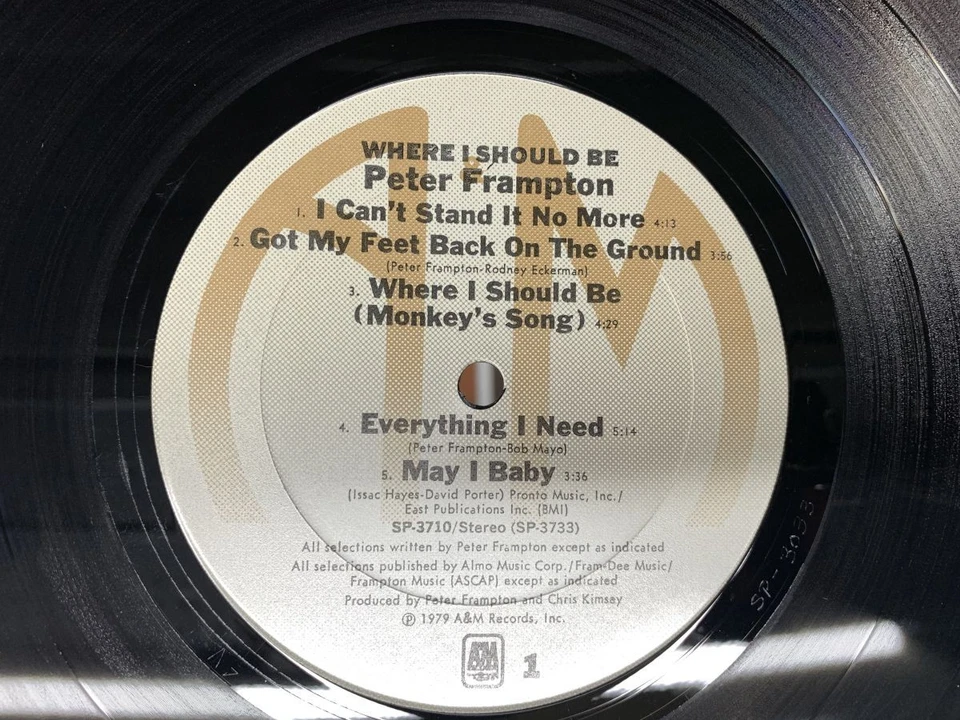 WHERE I SHOULD BE
Peter Frampton
1. I Can't Stand It No More 4:13
2. Got My Feet Back On The Ground 3:56
(Peter Frampton-Rodney Eckerman)
3. Where I Should Be
(Monkey's Song) 4:29
4. Everything I Need 5:14
(Peter Frampton-Bob Mayo)
5. May I Baby 3:36
(Issac Hayes-David Porter) Pronto Music, Inc./
East Publications Inc. (BMI)
SP-3710/Stereo (SP-3733)
All selections written by Peter Frampton except as indicated
All selections published by Almo Music Corp./Fram-Dee Music/
Frampton Music (ASCAP) except as indicated
Produced by Peter Frampton and Chris Kimsey
℗ 1979 A&M Records, Inc.
A&M
1